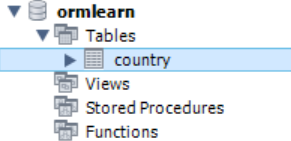 ormlearn
Tables
country
Views
Stored Procedures
Functions